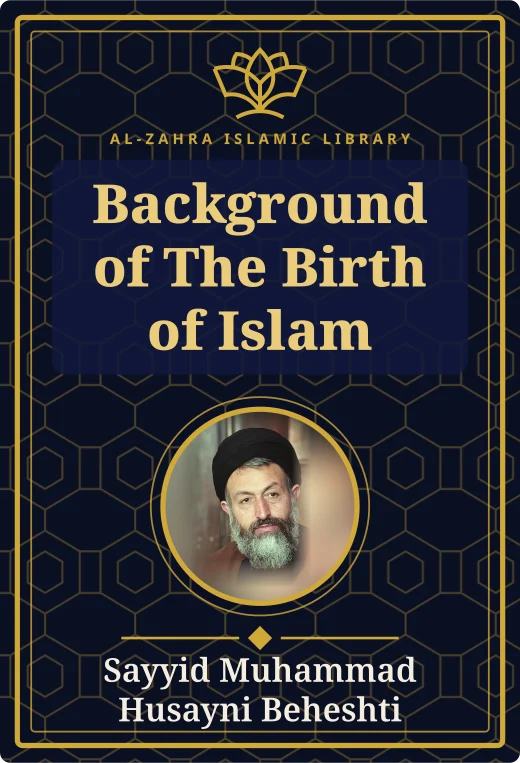 AL-ZAHRA ISLAMIC LIBRARY
Background
of The Birth
of Islam
Sayyid Muhammad
Husayni Beheshti